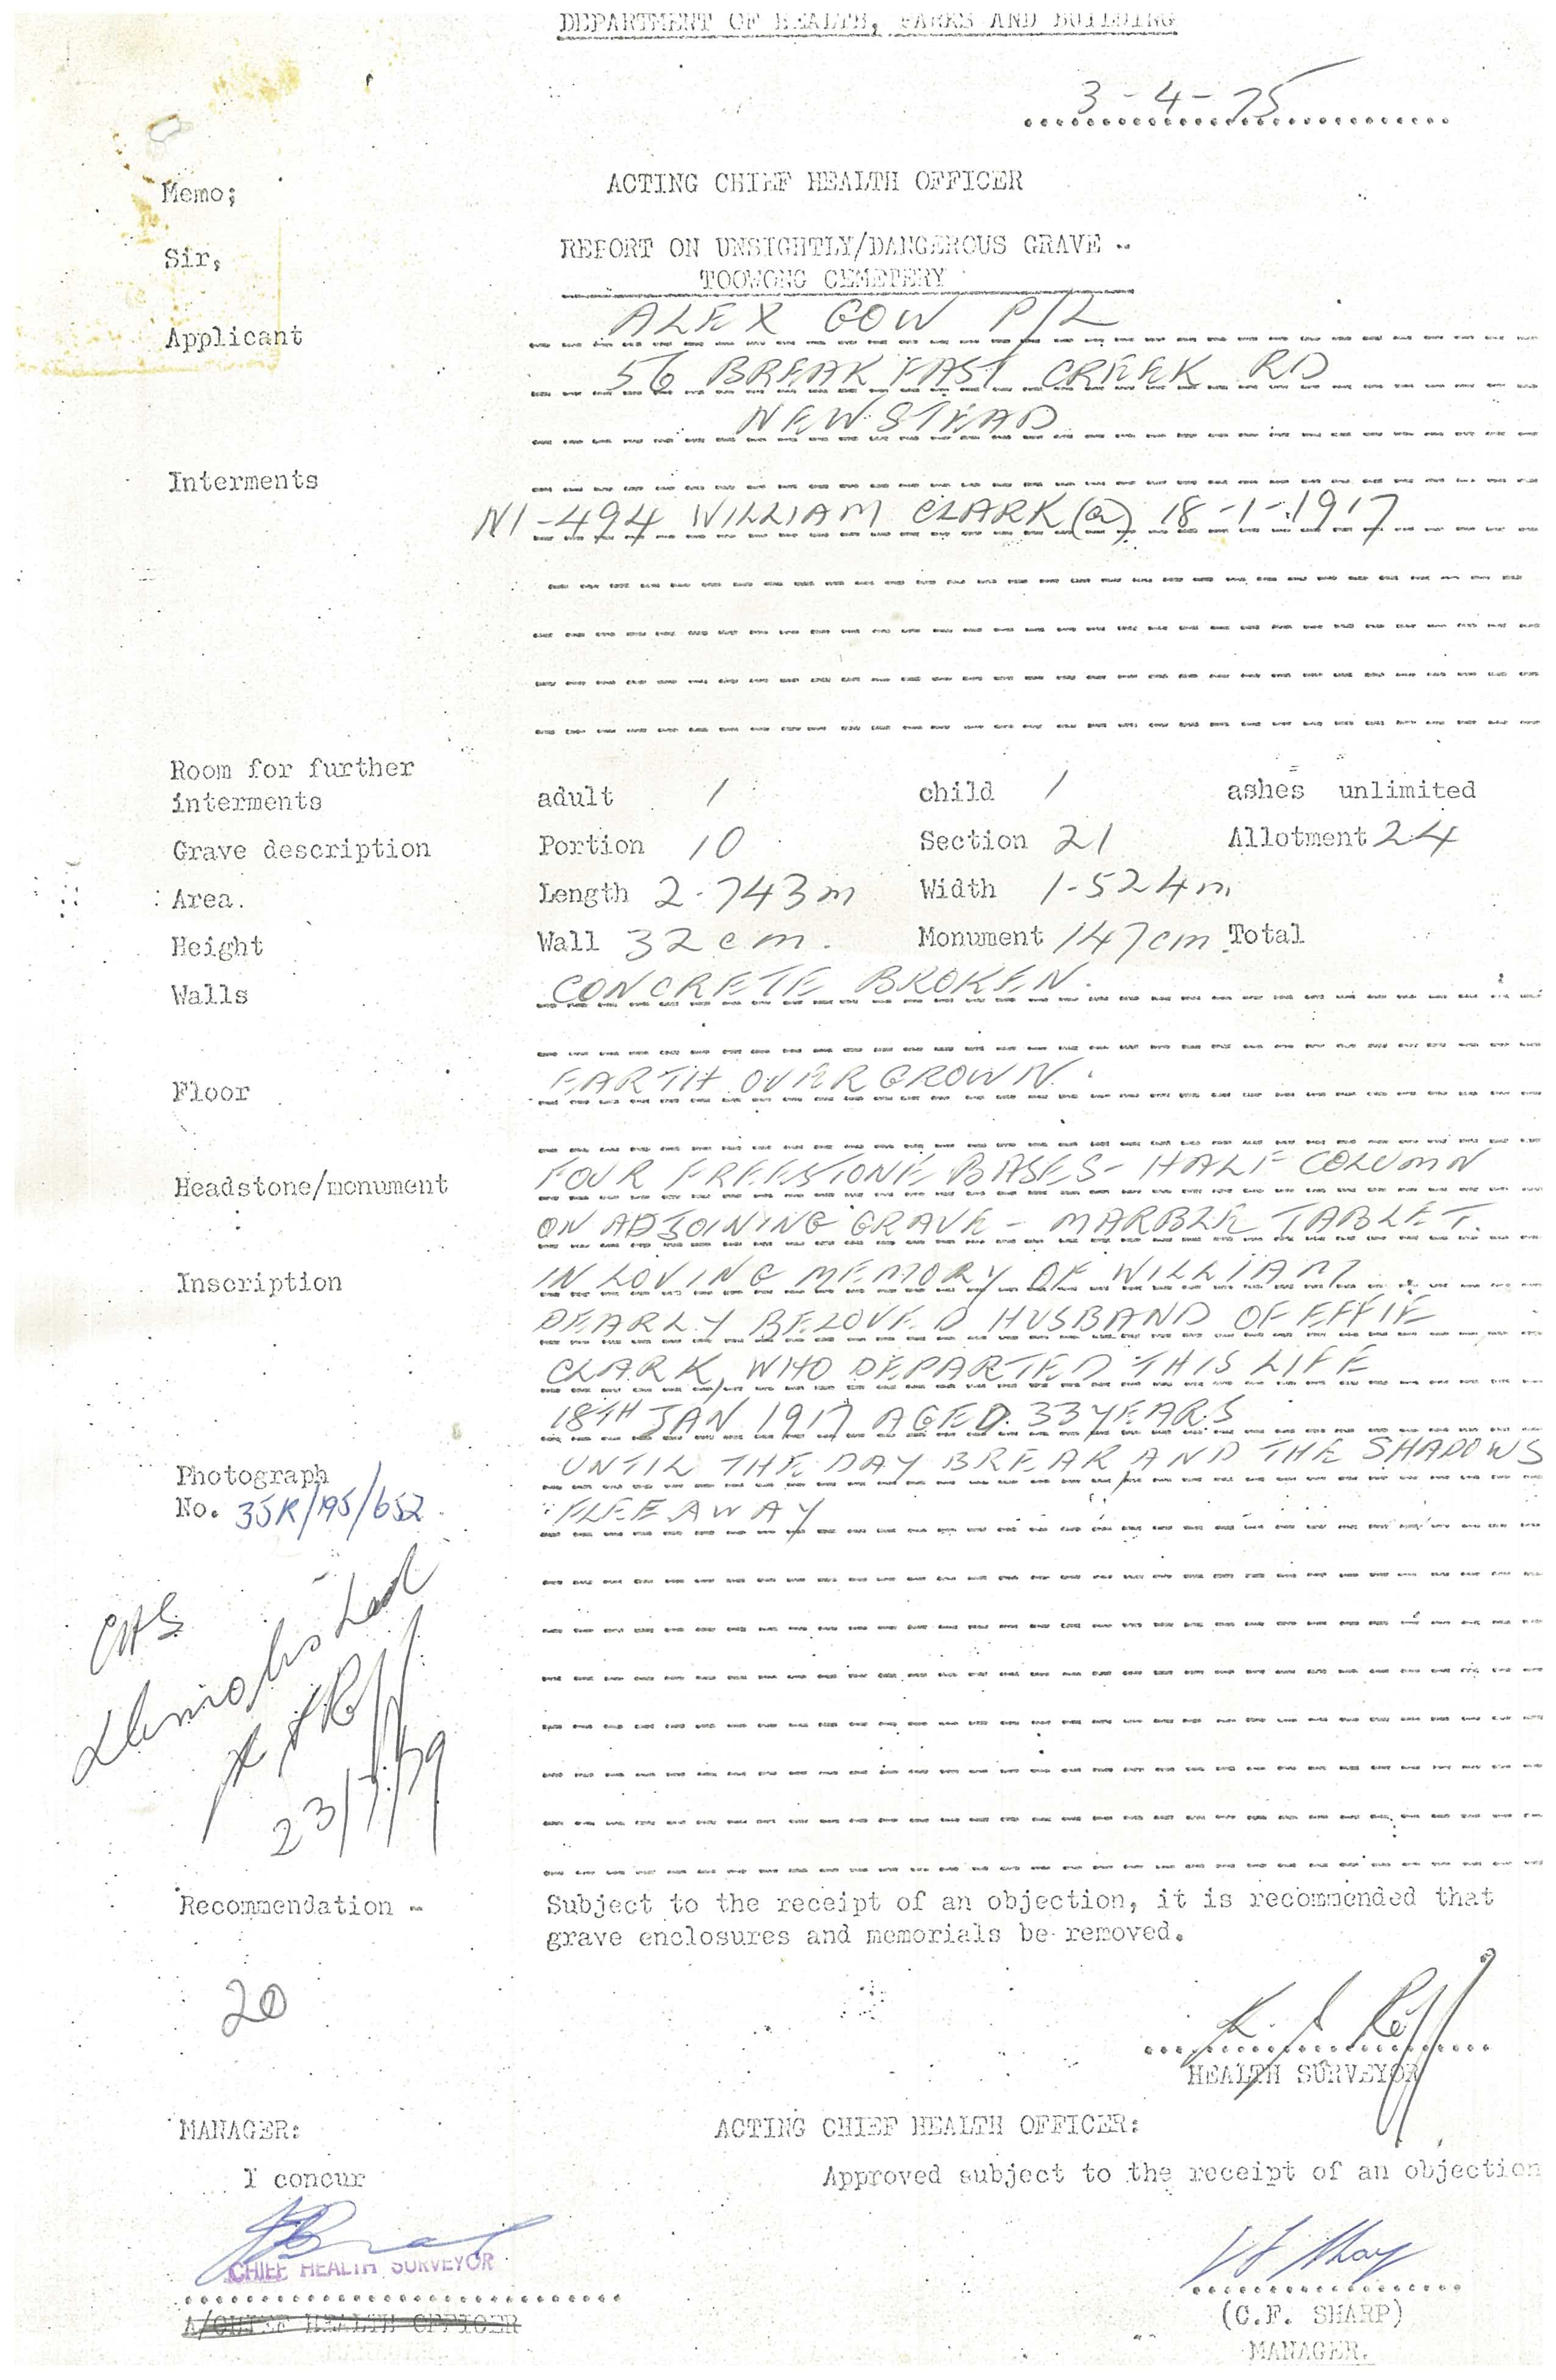 DEPARTMENT OF HEALTH, PARKS AND BUILDING
3-4-75
Memo; ACTING CHIEF HEALTH OFFICER
Sir, REPORT ON UNSIGHTLY/DANGEROUS GRAVE -
TOOWONG CEMETERY
Applicant ALEX GOW P/L
56 BREAKFAST CREEK RD
NEWSTEAD
Interments
N1-494 WILLIAM CLARK (a) 18-1-1917
Room for further
interments adult 1 child 1 ashes unlimited
Grave description Portion 10 Section 21 Allotment 24
Area. Length 2.743m Width 1.524m
Height Wall 32cm. Monument 147cm Total
Walls CONCRETE BROKEN.
Floor EARTH OVERGROWN.
Headstone/monument FOUR FREESTONE BASES - HALF COLUMN
ON ADJOINING GRAVE - MARBLE TABLET.
Inscription IN LOVING MEMORY OF WILLIAM
DEARLY BELOVED HUSBAND OF EFFIE
CLARK, WHO DEPARTED THIS LIFE
18TH JAN 1917 AGED 33 YEARS
Photograph UNTIL THE DAY BREAK, AND THE SHADOWS
No. 35R/195/652 FLEE AWAY
CHS
Demolished
23/7/79
Recommendation - Subject to the receipt of an objection, it is recommended that
grave enclosures and memorials be removed.
20
HEALTH SURVEYOR
MANAGER: ACTING CHIEF HEALTH OFFICER:
I concur Approved subject to the receipt of an objection
CHIEF HEALTH SURVEYOR
A/CHIEF HEALTH OFFICER
(C.F. SHARP)
MANAGER.